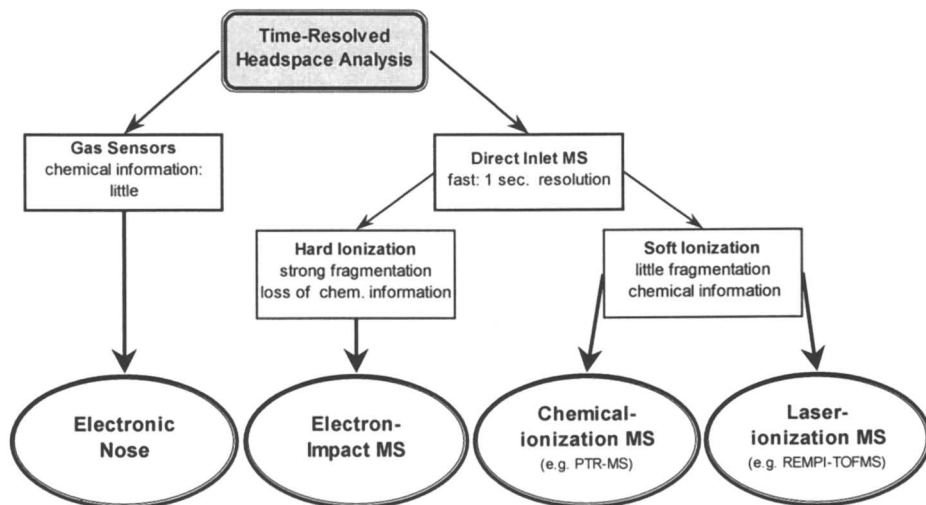 Time-Resolved
Headspace Analysis
Gas Sensors
chemical information:
little
Direct Inlet MS
fast: 1 sec. resolution
Hard Ionization
strong fragmentation
loss of chem. information
Soft Ionization
little fragmentation
chemical information
Electronic
Nose
Electron-
Impact MS
Chemical-
ionization MS
(e.g. PTR-MS)
Laser-
ionization MS
(e.g. REMPI-TOFMS)